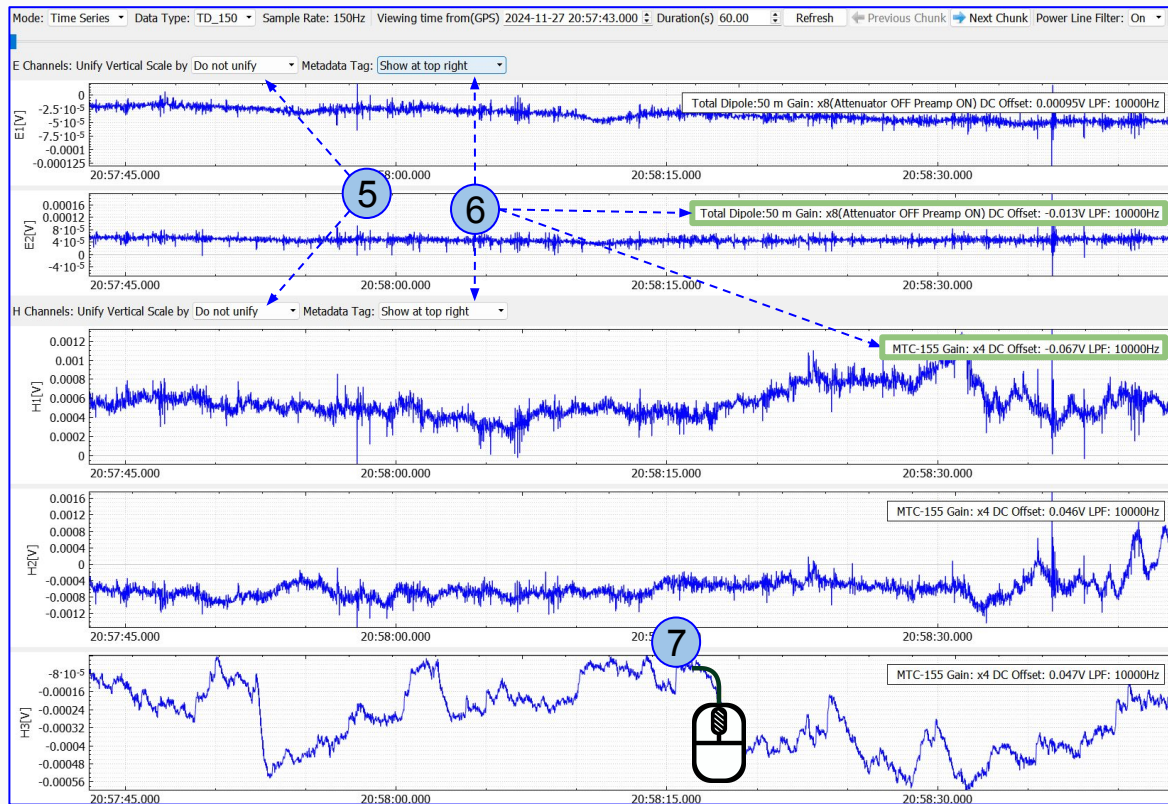 Mode: Time Series Data Type: TD_150 Sample Rate: 150Hz Viewing time from(GPS) 2024-11-27 20:57:43.000 Duration(s) 60.00 Refresh Previous Chunk Next Chunk Power Line Filter: On
E Channels: Unify Vertical Scale by Do not unify Metadata Tag: Show at top right
E1[V]
0
-2.5·10⁻⁵
-5·10⁻⁵
-7.5·10⁻⁵
-0.0001
-0.000125
Total Dipole:50 m Gain: x8(Attenuator OFF Preamp ON) DC Offset: 0.00095V LPF: 10000Hz
20:57:45.000 20:58:00.000 20:58:15.000 20:58:30.000
5
6
E2[V]
0.00016
0.00012
8·10⁻⁵
4·10⁻⁵
0
-4·10⁻⁵
Total Dipole:50 m Gain: x8(Attenuator OFF Preamp ON) DC Offset: -0.013V LPF: 10000Hz
20:57:45.000 20:58:00.000 20:58:15.000 20:58:30.000
H Channels: Unify Vertical Scale by Do not unify Metadata Tag: Show at top right
H1[V]
0.0012
0.001
0.0008
0.0006
0.0004
0.0002
0
MTC-155 Gain: x4 DC Offset: -0.067V LPF: 10000Hz
20:57:45.000 20:58:00.000 20:58:15.000 20:58:30.000
H2[V]
0.0016
0.0012
0.0008
0.0004
0
-0.0004
-0.0008
-0.0012
MTC-155 Gain: x4 DC Offset: 0.046V LPF: 10000Hz
20:57:45.000 20:58:00.000 20:58:30.000
7
H3[V]
-8·10⁻⁵
-0.00016
-0.00024
-0.00032
-0.0004
-0.00048
-0.00056
MTC-155 Gain: x4 DC Offset: 0.047V LPF: 10000Hz
20:57:45.000 20:58:00.000 20:58:15.000 20:58:30.000